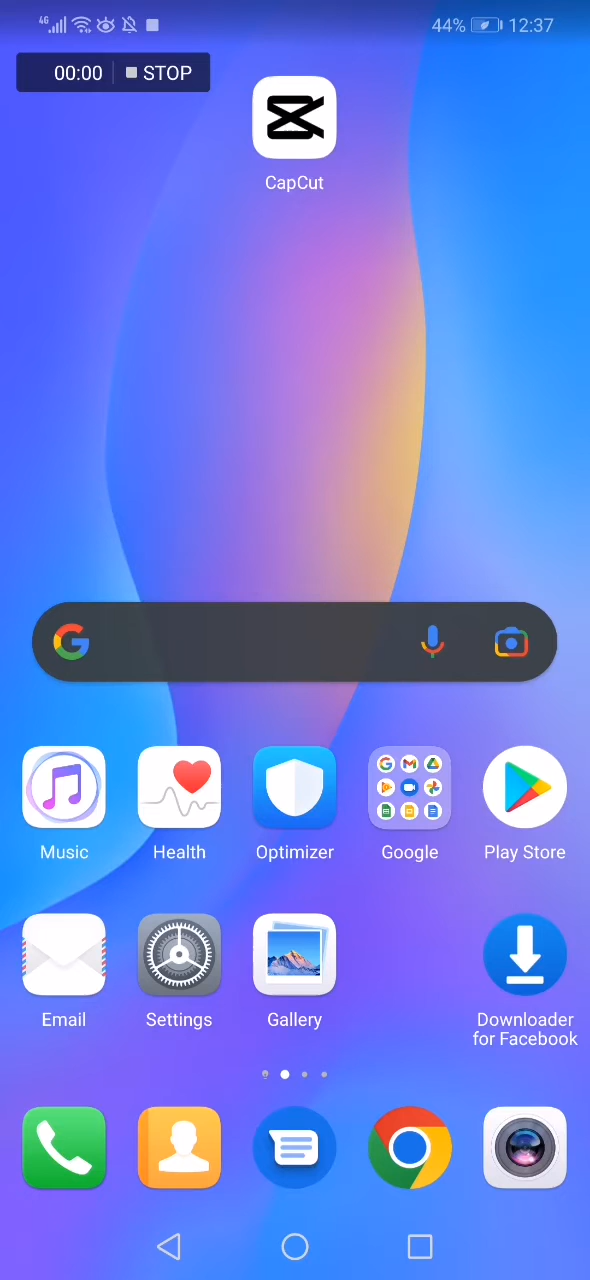 4G
44%
12:37
00:00
STOP
CapCut
Music
Health
Optimizer
Google
Play Store
Email
Settings
Gallery
Downloader
for Facebook